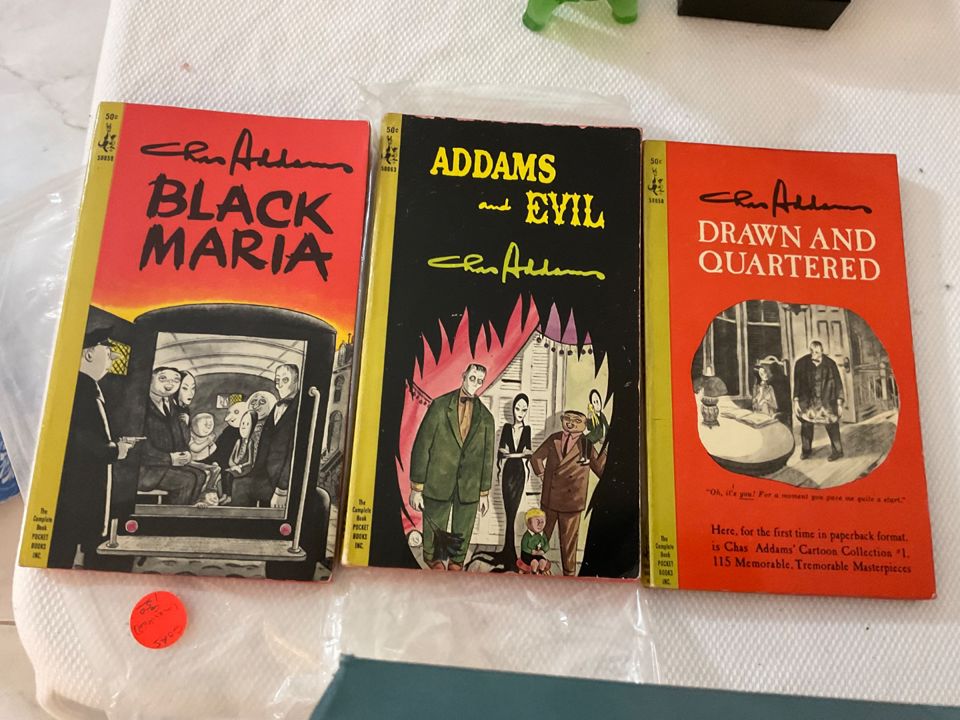 50¢
50059
Chas Addams
BLACK
MARIA
The
Complete
Book
POCKET
BOOKS
INC.
50¢
50063
ADDAMS
and EVIL
Chas Addams
The
Complete
Book
POCKET
BOOKS
INC.
50¢
50058
Chas Addams
DRAWN AND
QUARTERED
"Oh, it's you! For a moment you gave me quite a start."
Here, for the first time in paperback format,
is Chas Addams' Cartoon Collection #1.
115 Memorable, Tremorable Masterpieces
The
Complete
Book
POCKET
BOOKS
INC.